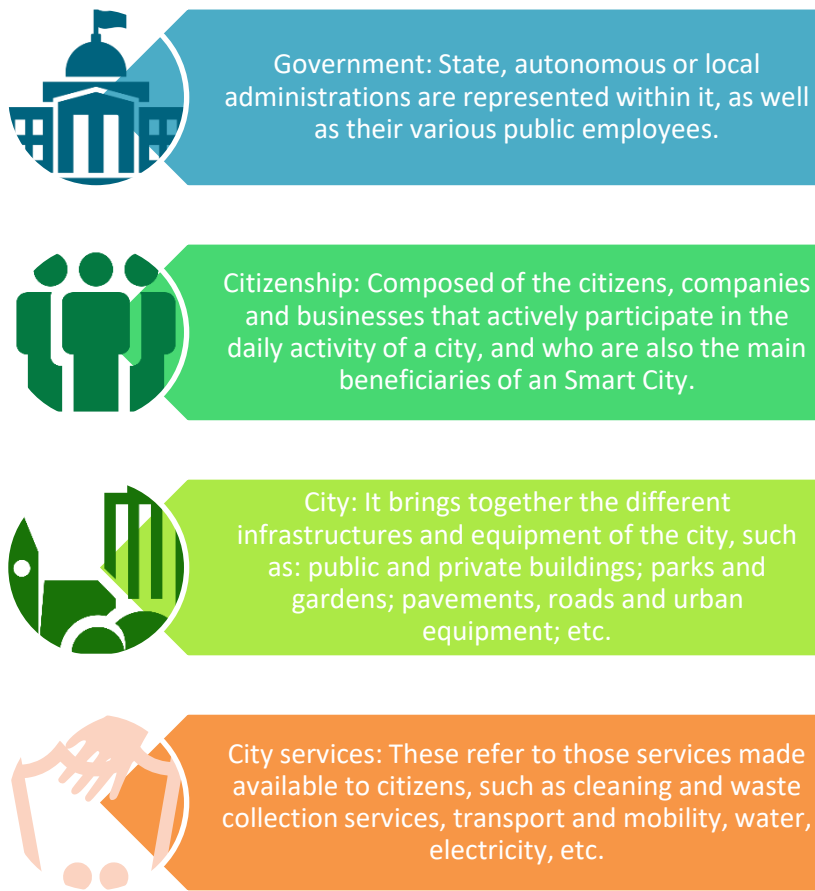 Government: State, autonomous or local
administrations are represented within it, as well
as their various public employees.
Citizenship: Composed of the citizens, companies
and businesses that actively participate in the
daily activity of a city, and who are also the main
beneficiaries of an Smart City.
City: It brings together the different
infrastructures and equipment of the city, such
as: public and private buildings; parks and
gardens; pavements, roads and urban
equipment; etc.
City services: These refer to those services made
available to citizens, such as cleaning and waste
collection services, transport and mobility, water,
electricity, etc.